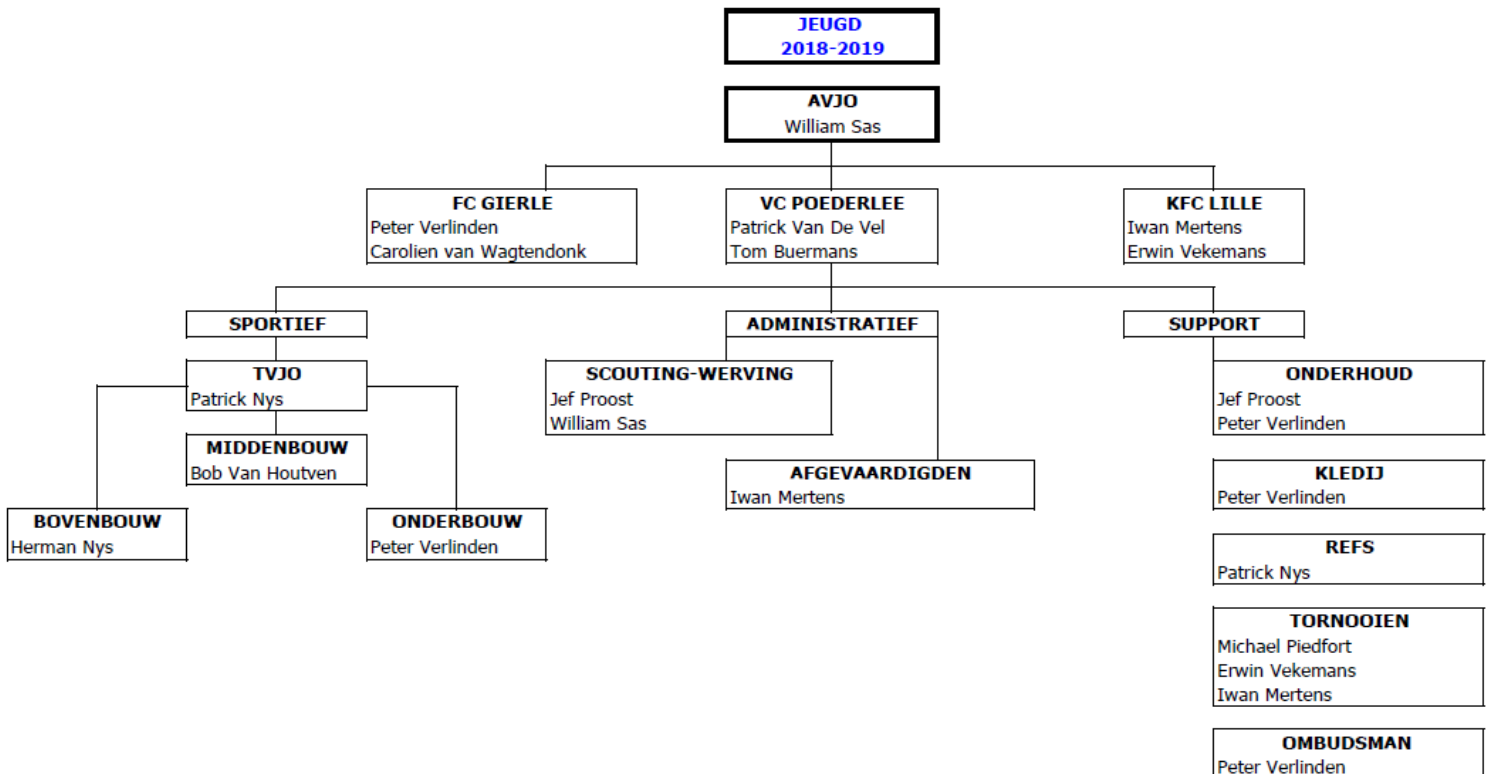 JEUGD
2018-2019
AVJO
William Sas
FC GIERLE
Peter Verlinden
Carolien van Wagtendonk
VC POEDERLEE
Patrick Van De Vel
Tom Buermans
KFC LILLE
Iwan Mertens
Erwin Vekemans
SPORTIEF
ADMINISTRATIEF
SUPPORT
TVJO
Patrick Nys
MIDDENBOUW
Bob Van Houtven
BOVENBOUW
Herman Nys
ONDERBOUW
Peter Verlinden
SCOUTING-WERVING
Jef Proost
William Sas
AFGEVAARDIGDEN
Iwan Mertens
ONDERHOUD
Jef Proost
Peter Verlinden
KLEDIJ
Peter Verlinden
REFS
Patrick Nys
TORNOOIEN
Michael Piedfort
Erwin Vekemans
Iwan Mertens
OMBUDSMAN
Peter Verlinden